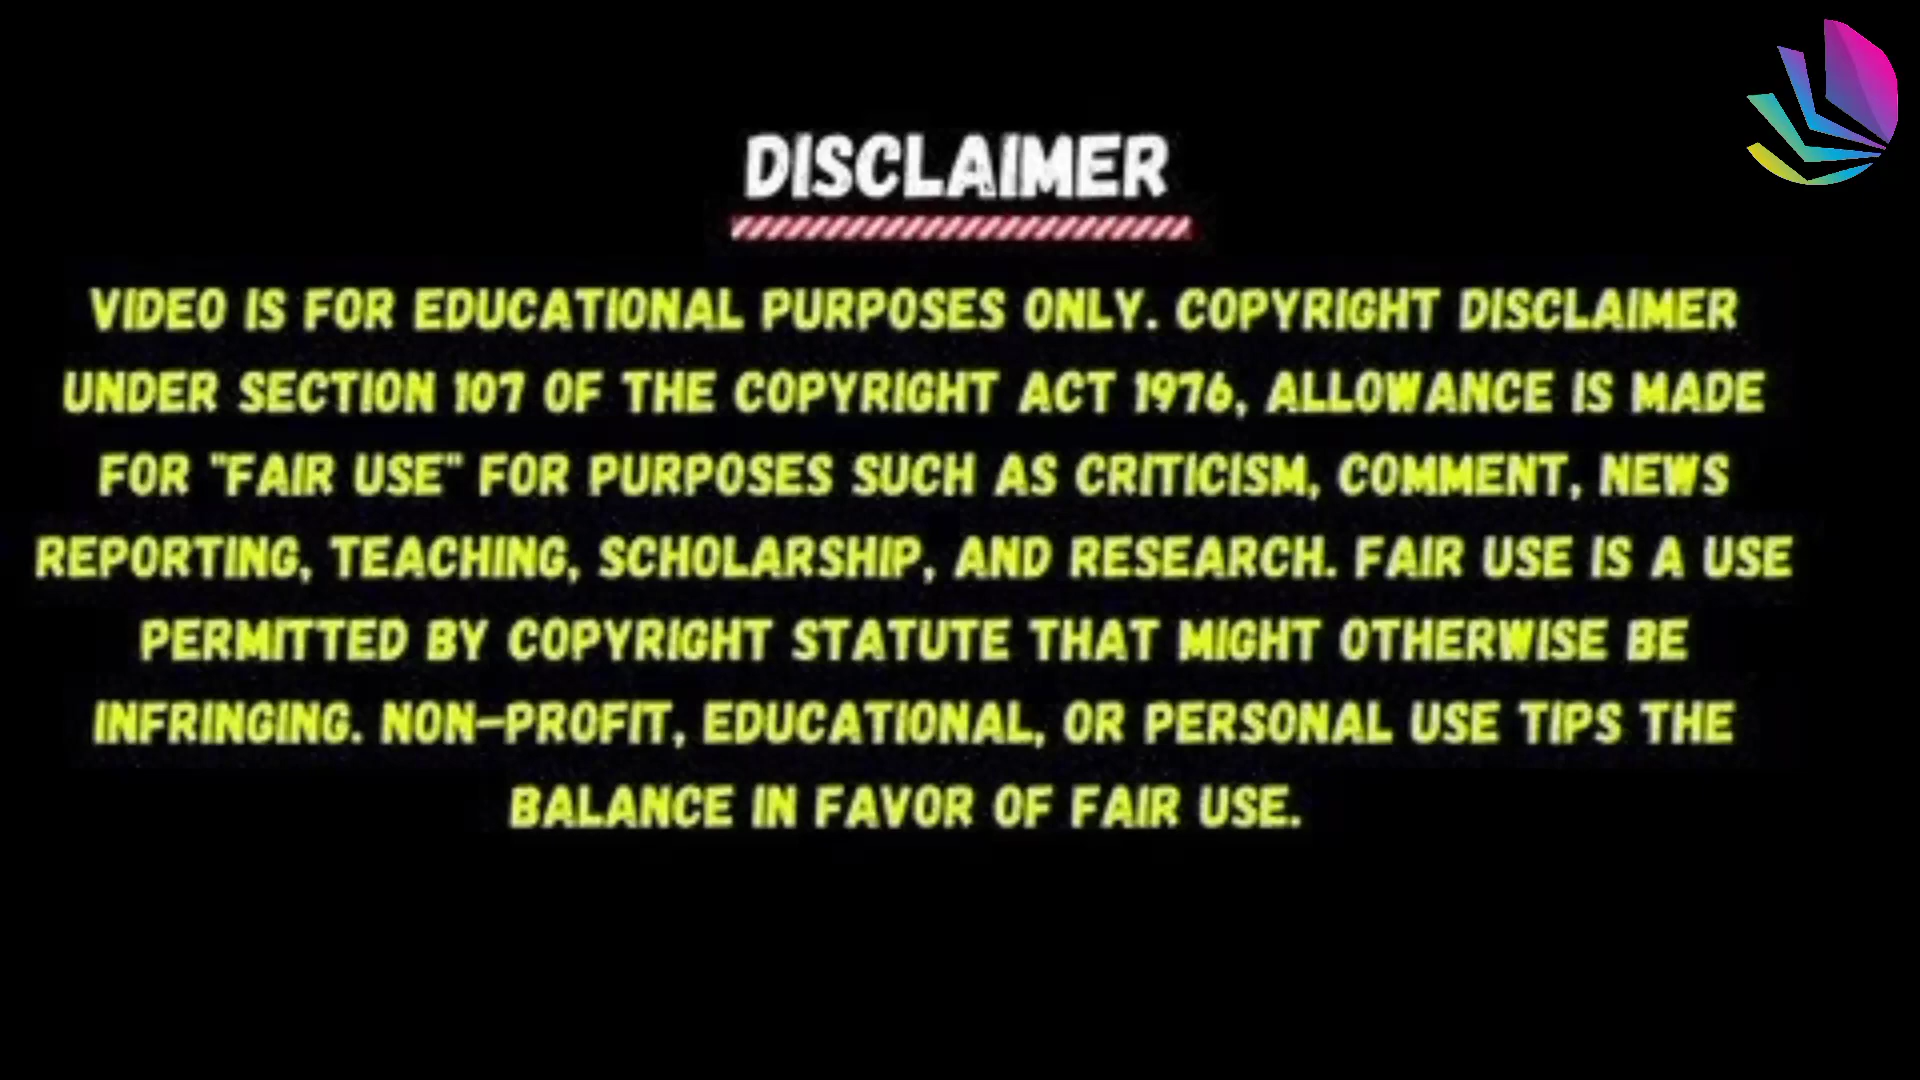 DISCLAIMER
VIDEO IS FOR EDUCATIONAL PURPOSES ONLY. COPYRIGHT DISCLAIMER
UNDER SECTION 107 OF THE COPYRIGHT ACT 1976, ALLOWANCE IS MADE
FOR "FAIR USE" FOR PURPOSES SUCH AS CRITICISM, COMMENT, NEWS
REPORTING, TEACHING, SCHOLARSHIP, AND RESEARCH. FAIR USE IS A USE
PERMITTED BY COPYRIGHT STATUTE THAT MIGHT OTHERWISE BE
INFRINGING. NON-PROFIT, EDUCATIONAL, OR PERSONAL USE TIPS THE
BALANCE IN FAVOR OF FAIR USE.